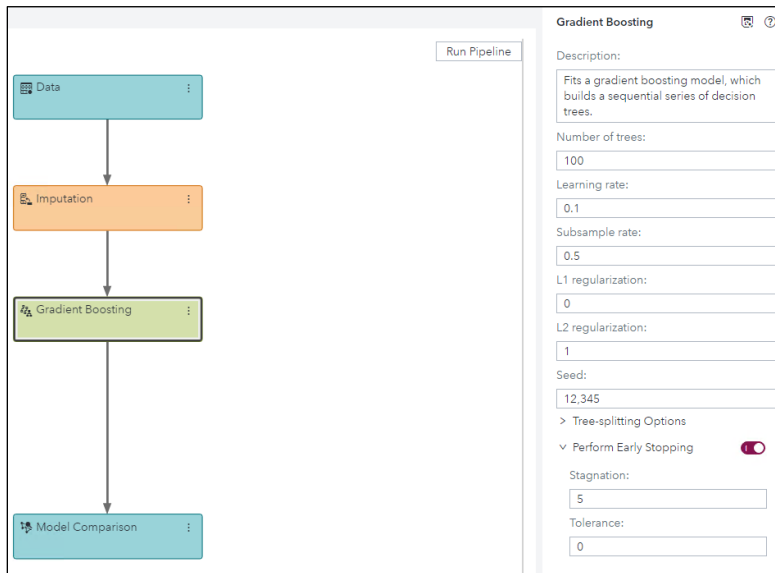 Run Pipeline
Data
Imputation
Gradient Boosting
Model Comparison
Gradient Boosting
Description:
Fits a gradient boosting model, which
builds a sequential series of decision
trees.
Number of trees:
100
Learning rate:
0.1
Subsample rate:
0.5
L1 regularization:
0
L2 regularization:
1
Seed:
12,345
Tree-splitting Options
Perform Early Stopping
Stagnation:
5
Tolerance:
0